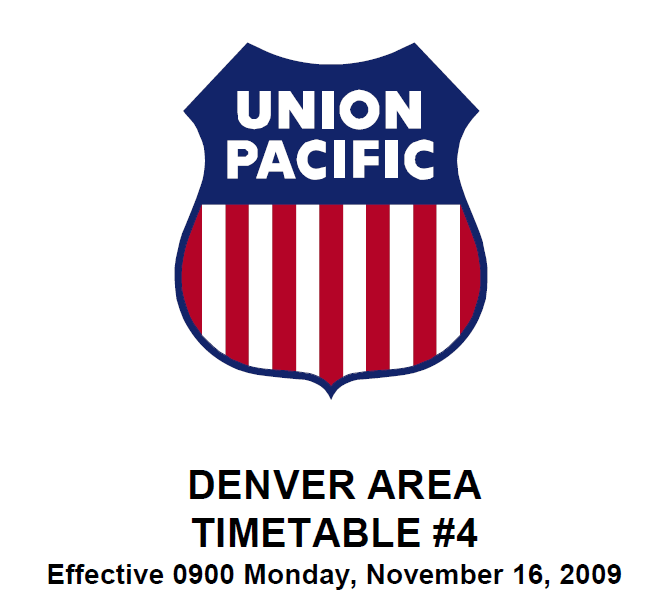 UNION
PACIFIC
DENVER AREA
TIMETABLE #4
Effective 0900 Monday, November 16, 2009